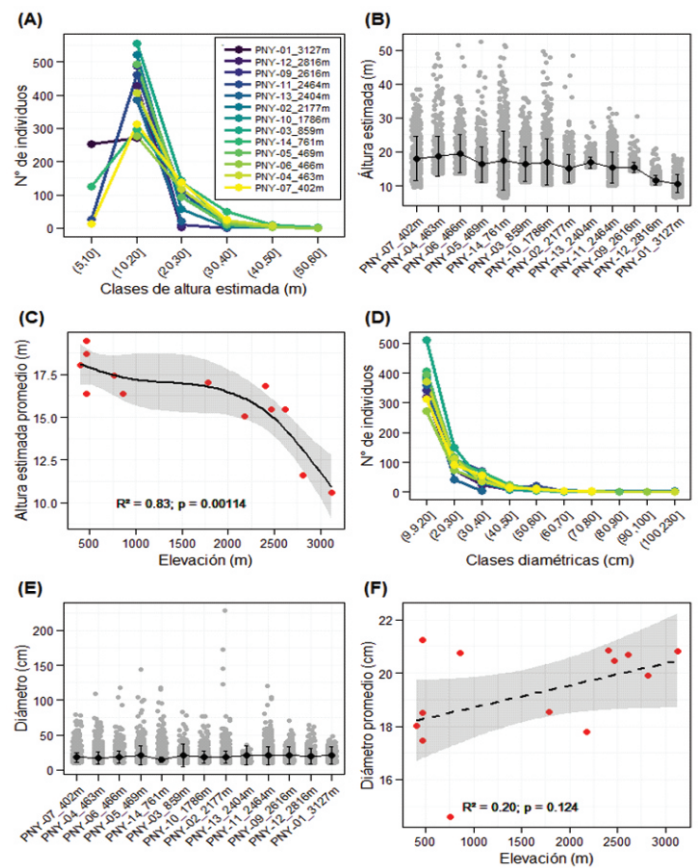 (A)
N° de individuos
500
400
300
200
100
0
PNY-01_3127m
PNY-12_2816m
PNY-09_2616m
PNY-11_2464m
PNY-13_2404m
PNY-02_2177m
PNY-10_1786m
PNY-03_859m
PNY-14_761m
PNY-05_469m
PNY-06_466m
PNY-04_463m
PNY-07_402m
(5,10]
(10,20]
(20,30]
(30,40]
(40,50]
(50,60]
Clases de altura estimada (m)
(B)
Áltura estimada (m)
50
40
30
20
10
0
PNY-07_402m
PNY-04_463m
PNY-06_466m
PNY-05_469m
PNY-14_761m
PNY-03_859m
PNY-10_1786m
PNY-02_2177m
PNY-13_2404m
PNY-11_2464m
PNY-09_2616m
PNY-12_2816m
PNY-01_3127m
(C)
Altura estimada promedio (m)
17.5
15.0
12.5
10.0
R² = 0.83; p = 0.00114
500
1000
1500
2000
2500
3000
Elevación (m)
(D)
N° de individuos
500
400
300
200
100
0
(9.9,20]
(20,30]
(30,40]
(40,50]
(50,60]
(60,70]
(70,80]
(80,90]
(90,100]
(100,230]
Clases diamétricas (cm)
(E)
Diámetro (cm)
200
150
100
50
0
PNY-07_402m
PNY-04_463m
PNY-06_466m
PNY-05_469m
PNY-14_761m
PNY-03_859m
PNY-10_1786m
PNY-02_2177m
PNY-13_2404m
PNY-11_2464m
PNY-09_2616m
PNY-12_2816m
PNY-01_3127m
(F)
Diámetro promedio (cm)
22
20
18
16
R² = 0.20; p = 0.124
500
1000
1500
2000
2500
3000
Elevación (m)